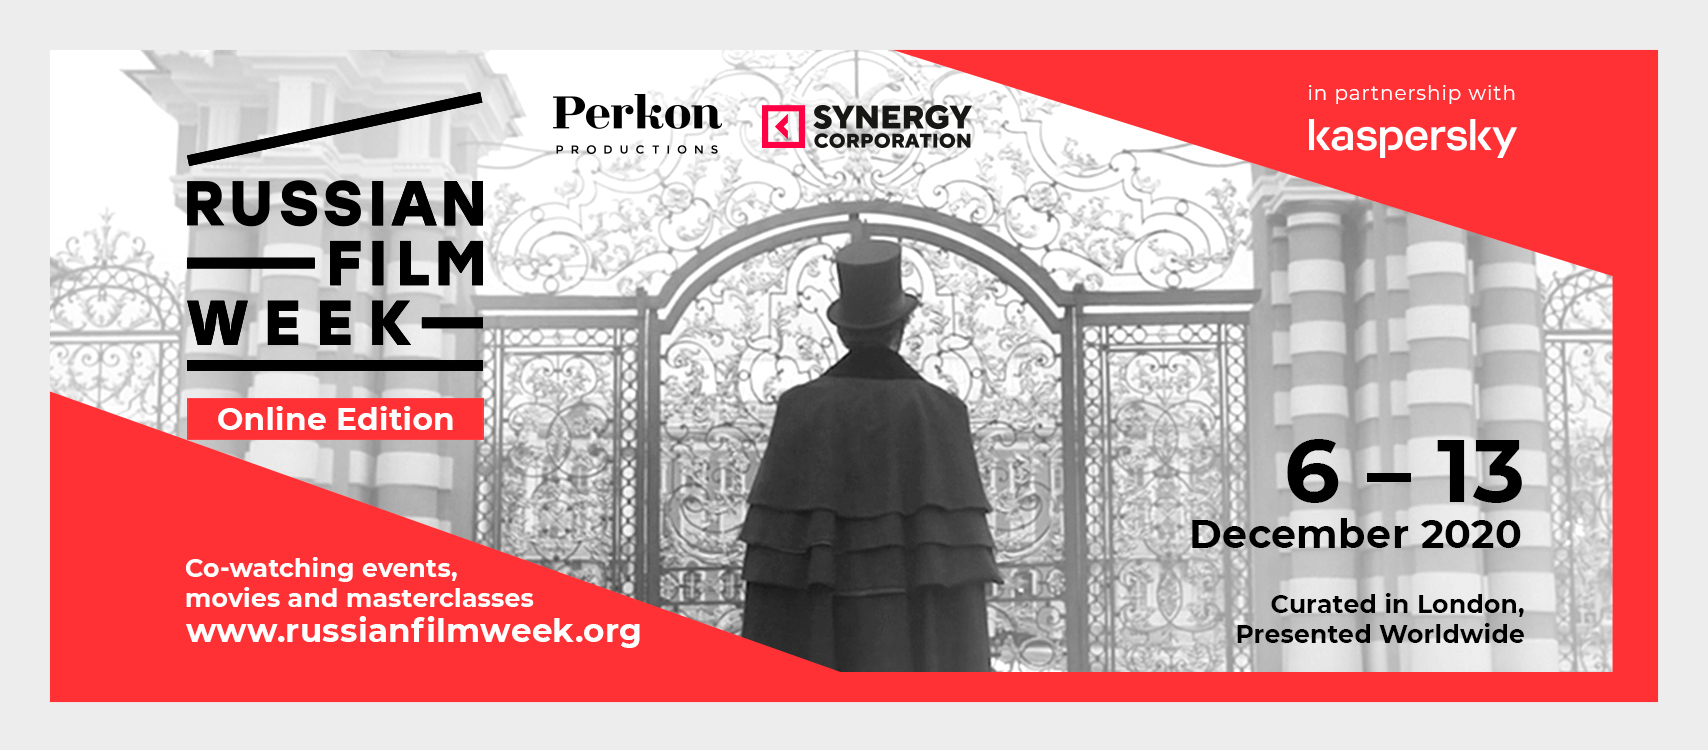 RUSSIAN
FILM
WEEK
Online Edition
Perkon
PRODUCTIONS
SYNERGY
CORPORATION
in partnership with
kaspersky
6 – 13
December 2020
Curated in London,
Presented Worldwide
Co-watching events,
movies and masterclasses
www.russianfilmweek.org